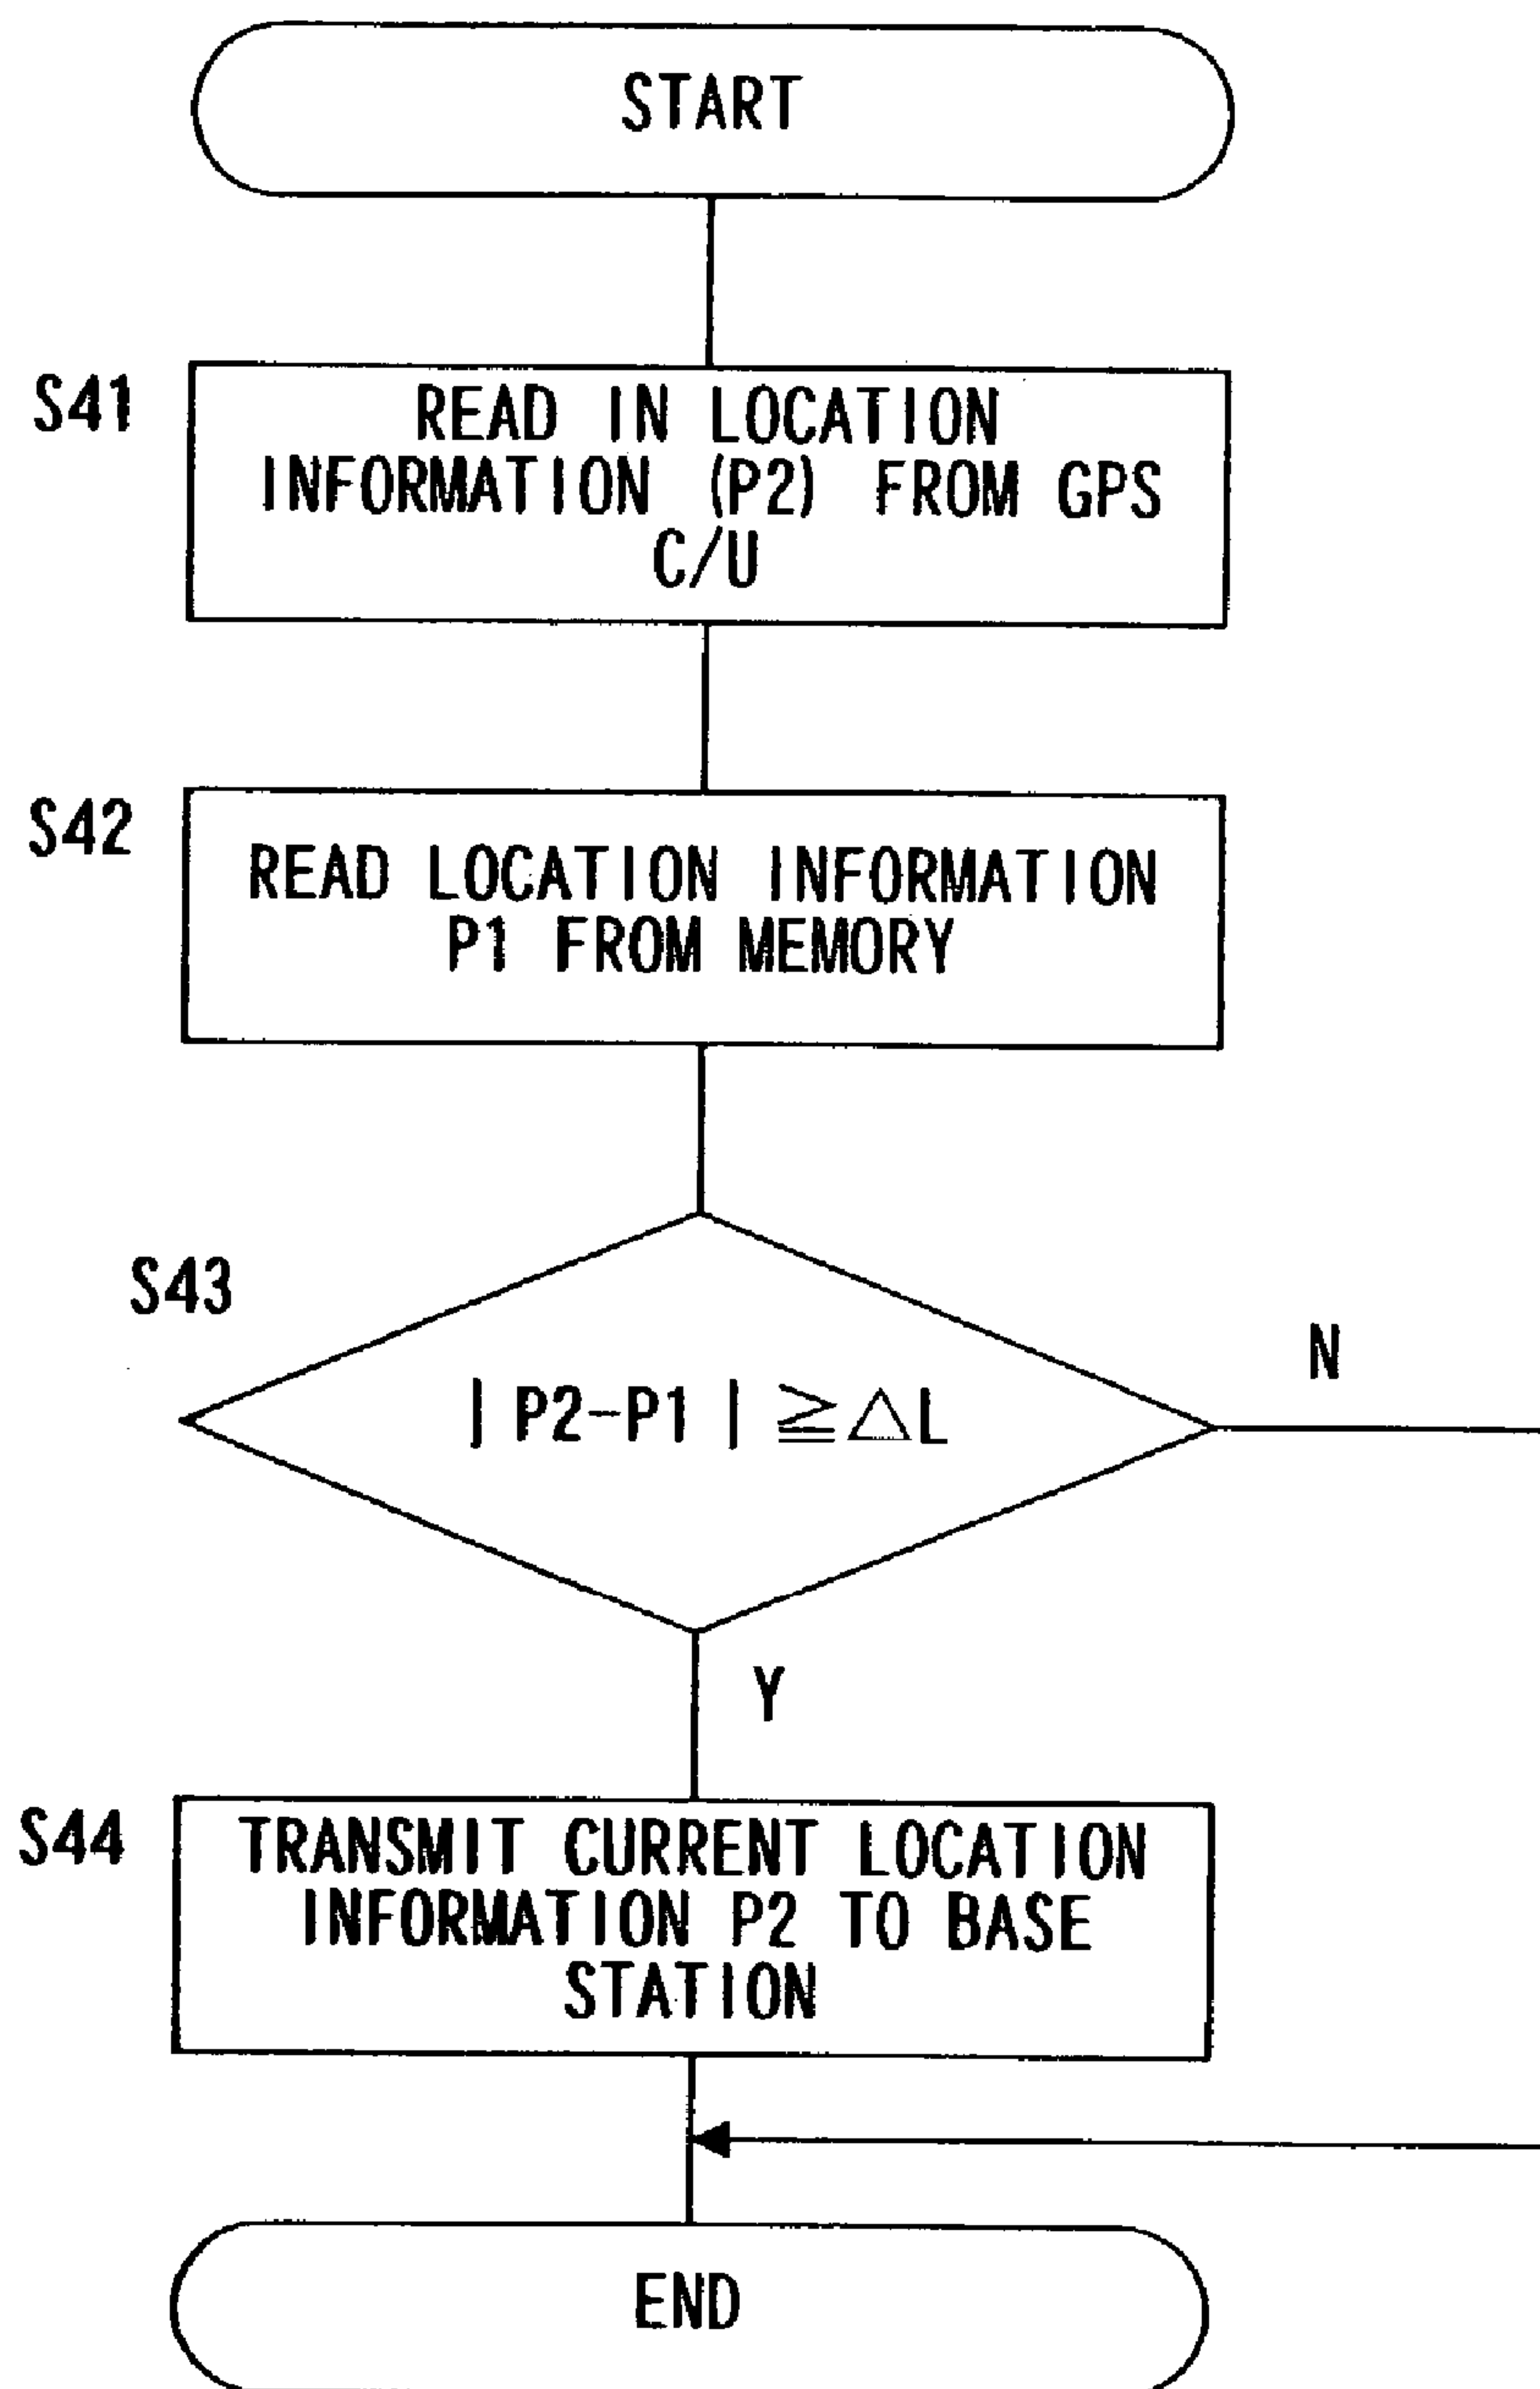 START
S41
READ IN LOCATION
INFORMATION (P2) FROM GPS
C/U
S42
READ LOCATION INFORMATION
P1 FROM MEMORY
S43
| P2-P1 | ≧△L
N
Y
S44
TRANSMIT CURRENT LOCATION
INFORMATION P2 TO BASE
STATION
END